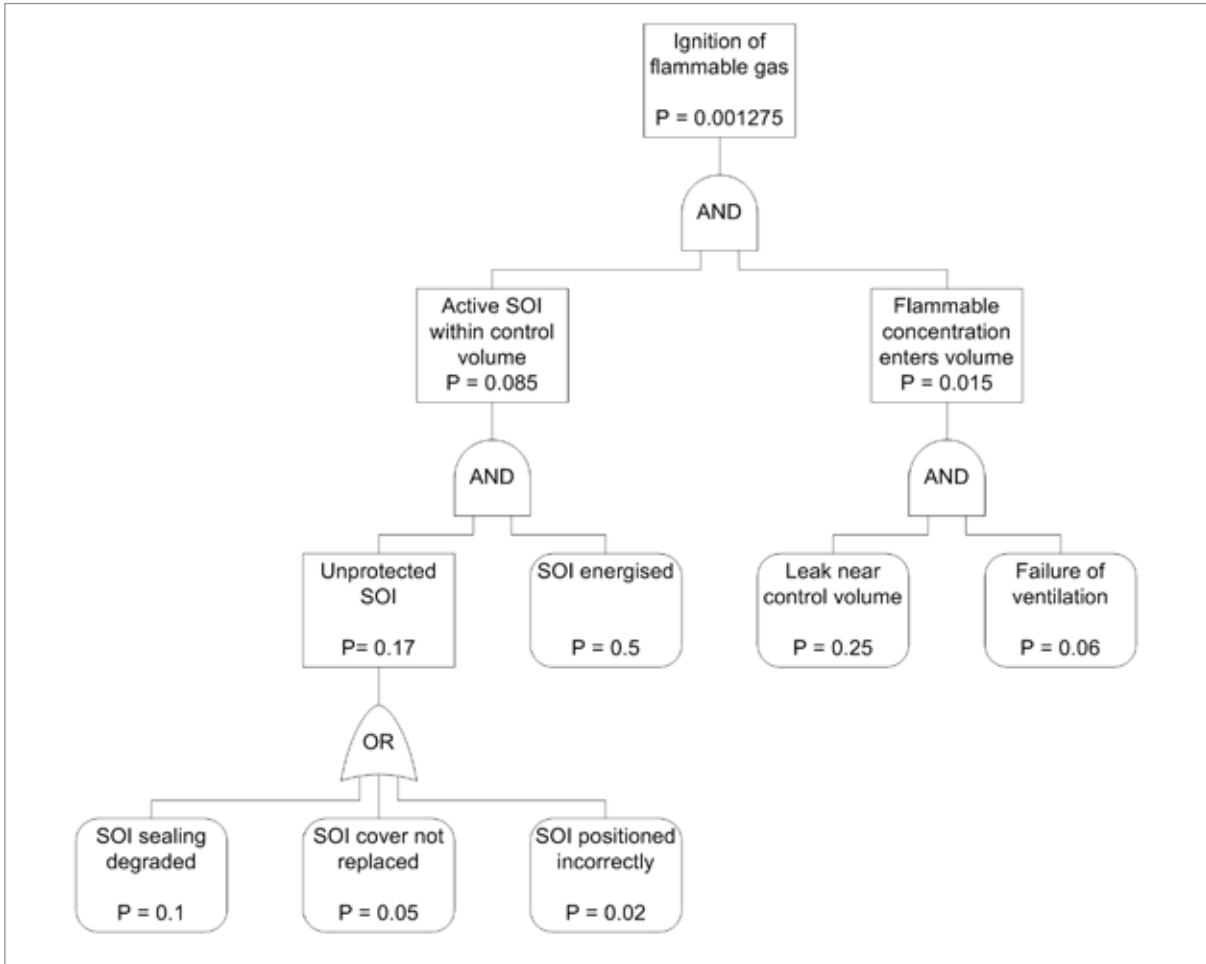 Ignition of
flammable gas
P = 0.001275
AND
Active SOI
within control
volume
P = 0.085
Flammable
concentration
enters volume
P = 0.015
AND
AND
Unprotected
SOI
P= 0.17
SOI energised
P = 0.5
Leak near
control volume
P = 0.25
Failure of
ventilation
P = 0.06
OR
SOI sealing
degraded
P = 0.1
SOI cover not
replaced
P = 0.05
SOI positioned
incorrectly
P = 0.02